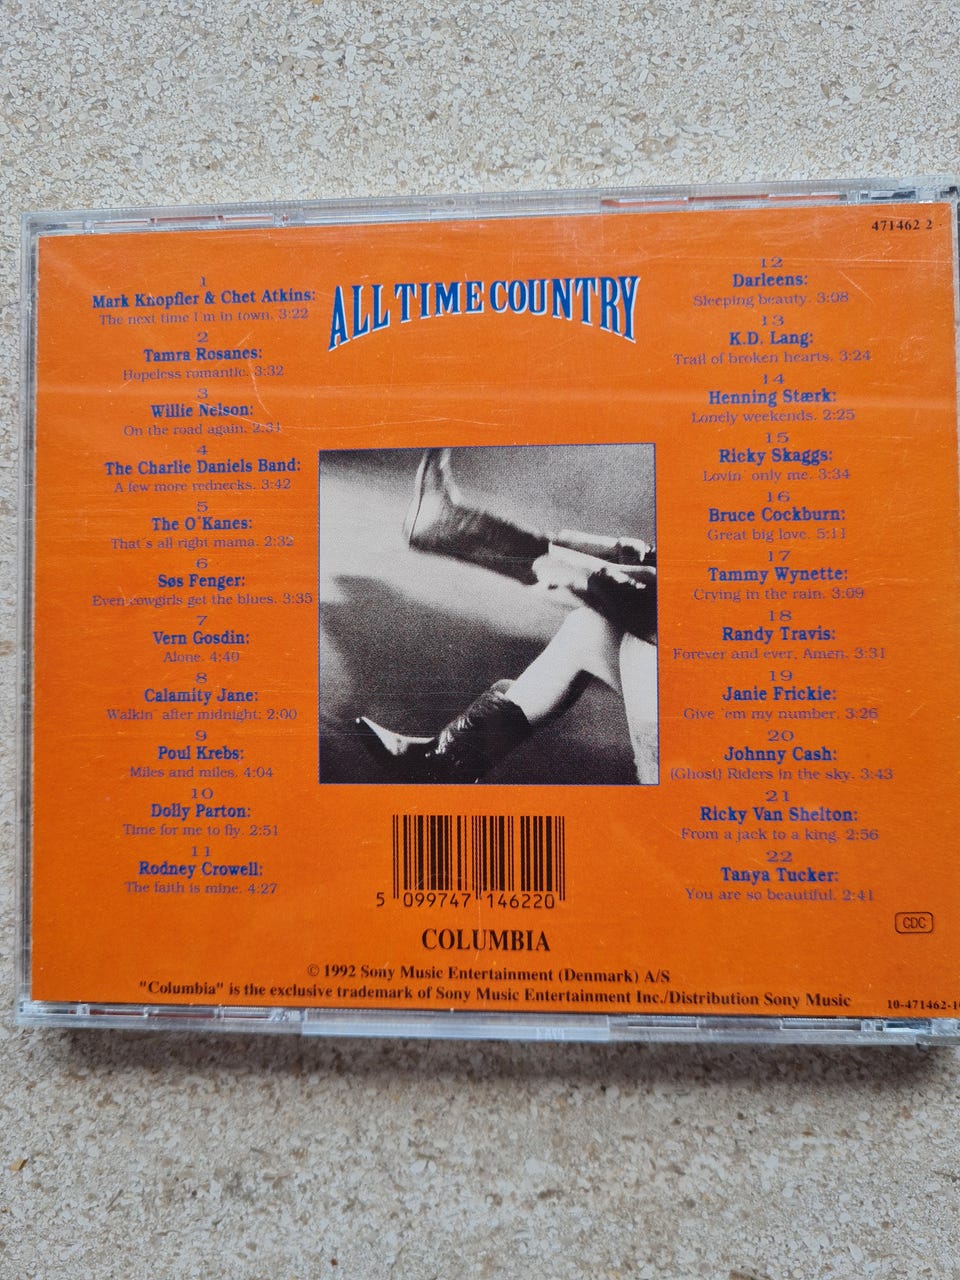 471462 2
ALL TIME COUNTRY
1
Mark Knopfler & Chet Atkins:
The next time I'm in town. 3:22
2
Tamra Rosanes:
Hopeless romantic. 3:32
3
Willie Nelson:
On the road again. 2:31
4
The Charlie Daniels Band:
A few more rednecks. 3:42
5
The O´Kanes:
That´s all right mama. 2:32
6
Søs Fenger:
Even cowgirls get the blues. 3:35
7
Vern Gosdin:
Alone. 4:40
8
Calamity Jane:
Walkin´ after midnight: 2:00
9
Poul Krebs:
Miles and miles. 4:04
10
Dolly Parton:
Time for me to fly. 2:51
11
Rodney Crowell:
The faith is mine. 4:27
12
Darleens:
Sleeping beauty. 3:08
13
K.D. Lang:
Trail of broken hearts. 3:24
14
Henning Stærk:
Lonely weekends. 2:25
15
Ricky Skaggs:
Lovin´ only me. 3:34
16
Bruce Cockburn:
Great big love. 5:11
17
Tammy Wynette:
Crying in the rain. 3:09
18
Randy Travis:
Forever and ever, Amen. 3:31
19
Janie Frickie:
Give ´em my number. 3:26
20
Johnny Cash:
(Ghost) Riders in the sky. 3:43
21
Ricky Van Shelton:
From a jack to a king. 2:56
22
Tanya Tucker:
You are so beautiful. 2:41
5 099747 146220
CDC
COLUMBIA
© 1992 Sony Music Entertainment (Denmark) A/S
"Columbia" is the exclusive trademark of Sony Music Entertainment Inc./Distribution Sony Music
10-471462-10